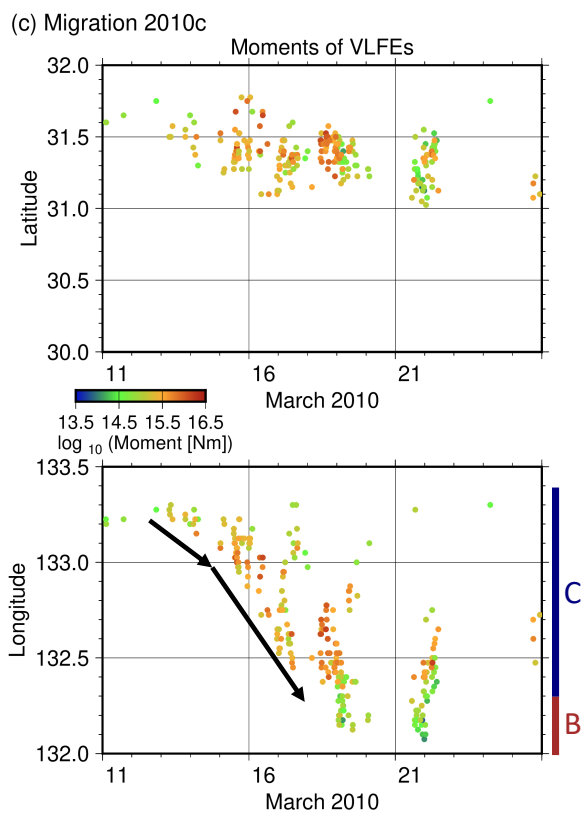 (c) Migration 2010c
Moments of VLFEs
32.0
31.5
31.0
30.5
30.0
Latitude
11 16 21
March 2010
13.5 14.5 15.5 16.5
log 10 (Moment [Nm])
133.5
133.0
132.5
132.0
Longitude
C
B
11 16 21
March 2010